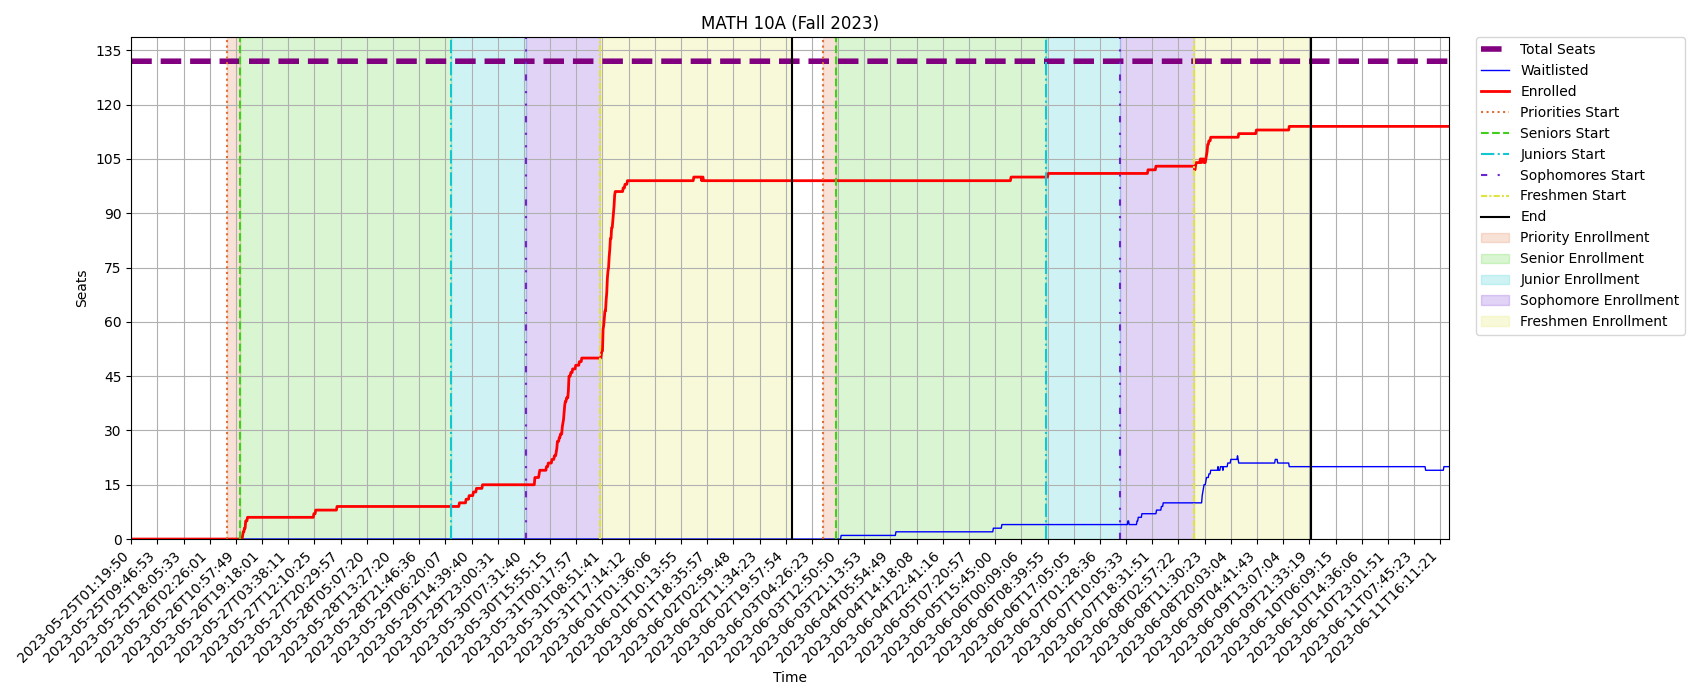 MATH 10A (Fall 2023)
135
120
105
90
75
60
45
30
15
0
Seats
2023-05-25T01:19:50
2023-05-25T09:46:53
2023-05-25T18:05:33
2023-05-26T02:26:01
2023-05-26T10:57:49
2023-05-26T19:18:01
2023-05-27T03:38:11
2023-05-27T12:10:25
2023-05-27T20:29:57
2023-05-28T05:07:20
2023-05-28T13:27:20
2023-05-28T21:46:36
2023-05-29T06:20:07
2023-05-29T14:39:40
2023-05-29T23:00:31
2023-05-30T07:31:40
2023-05-30T15:55:15
2023-05-31T00:17:57
2023-05-31T08:51:41
2023-05-31T17:14:12
2023-06-01T01:36:06
2023-06-01T10:13:55
2023-06-01T18:35:57
2023-06-02T02:59:48
2023-06-02T11:34:23
2023-06-02T19:57:54
2023-06-03T04:26:23
2023-06-03T12:50:50
2023-06-03T21:13:53
2023-06-04T05:54:49
2023-06-04T14:18:08
2023-06-04T22:41:16
2023-06-05T07:20:57
2023-06-05T15:45:00
2023-06-06T00:09:06
2023-06-06T08:39:55
2023-06-06T17:05:05
2023-06-07T01:28:36
2023-06-07T10:05:33
2023-06-07T18:31:51
2023-06-08T02:57:22
2023-06-08T11:30:23
2023-06-08T20:03:04
2023-06-09T04:41:43
2023-06-09T13:07:04
2023-06-09T21:33:19
2023-06-10T06:09:15
2023-06-10T14:36:06
2023-06-10T23:01:51
2023-06-11T07:45:23
2023-06-11T16:11:21
Time
Total Seats
Waitlisted
Enrolled
Priorities Start
Seniors Start
Juniors Start
Sophomores Start
Freshmen Start
End
Priority Enrollment
Senior Enrollment
Junior Enrollment
Sophomore Enrollment
Freshmen Enrollment